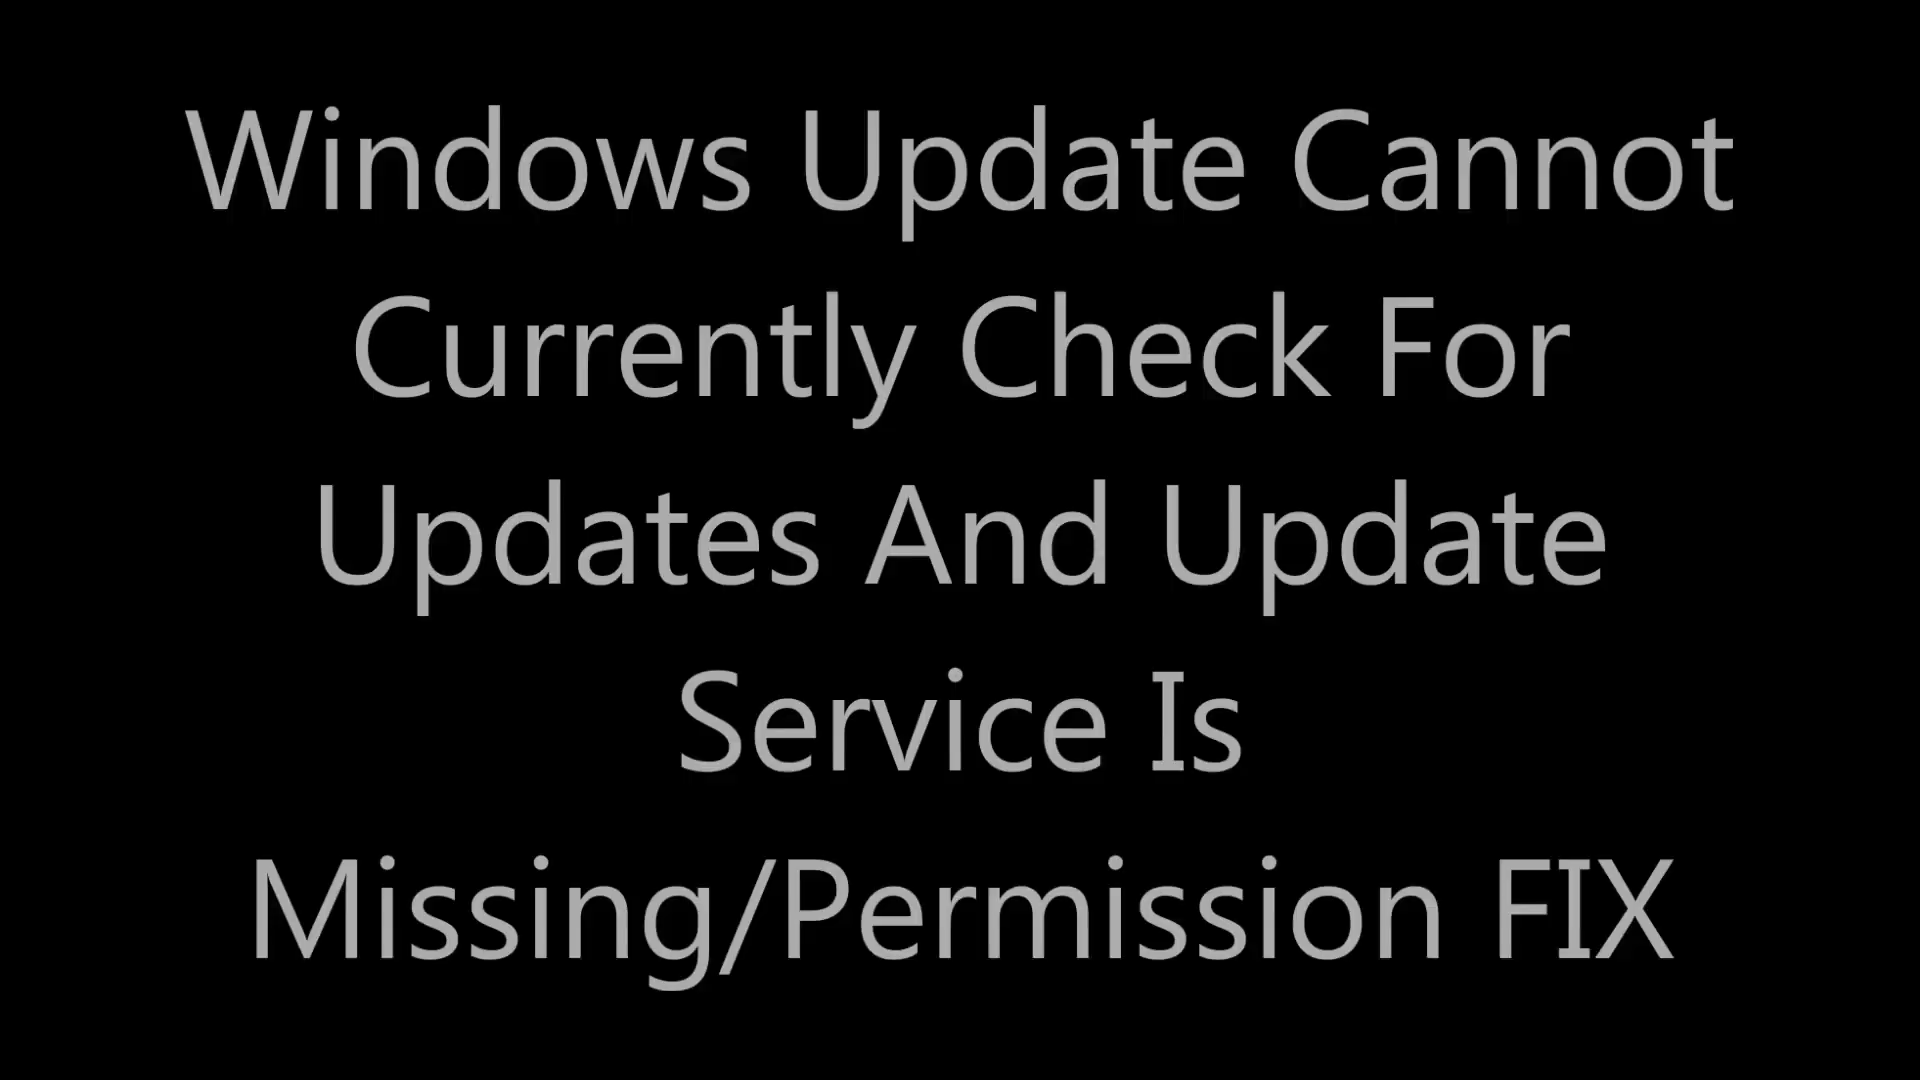 Windows Update Cannot
Currently Check For
Updates And Update
Service Is
Missing/Permission FIX